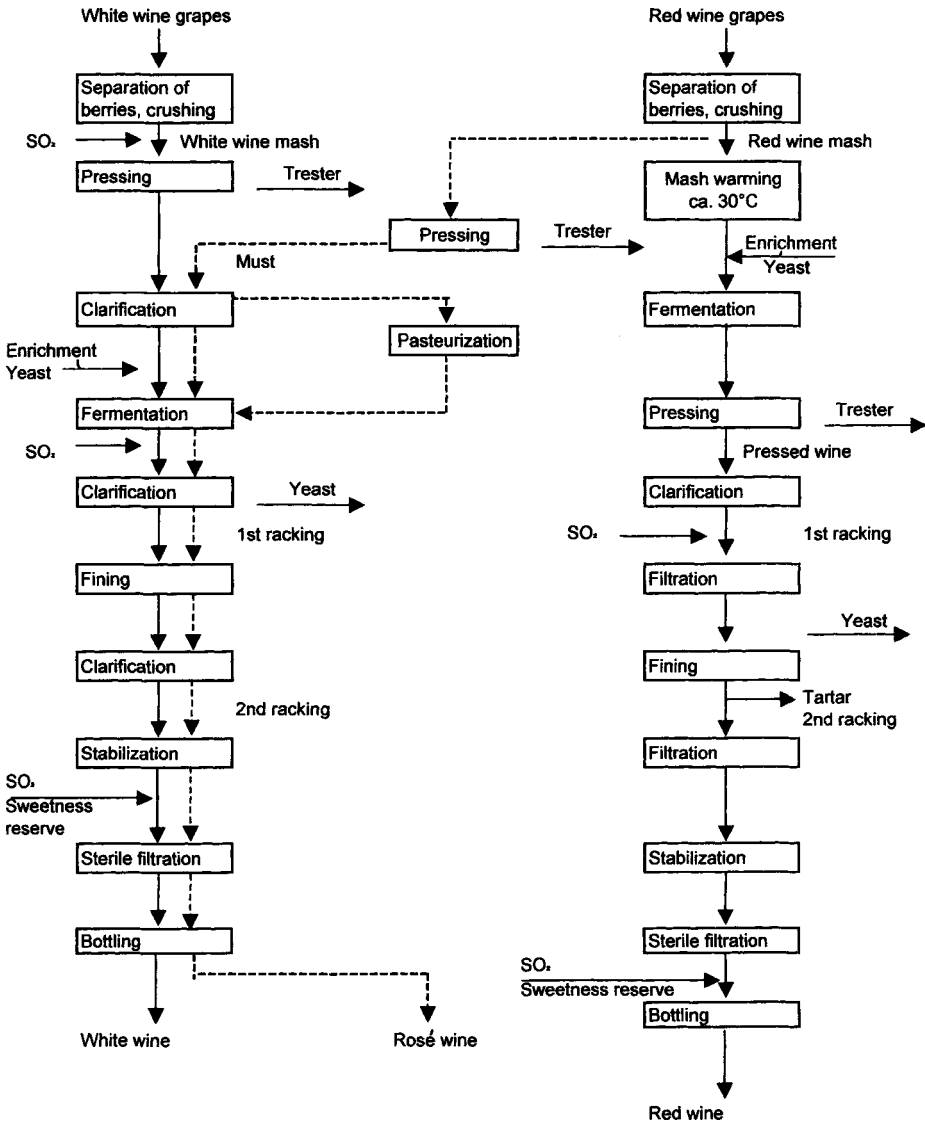 White wine grapes
Red wine grapes
Separation of
berries, crushing
Separation of
berries, crushing
SO₂
White wine mash
Red wine mash
Pressing
Trester
Mash warming
ca. 30°C
Pressing
Trester
Must
Enrichment
Yeast
Clarification
Fermentation
Pasteurization
Enrichment
Yeast
Fermentation
Pressing
Trester
SO₂
Pressed wine
Clarification
Yeast
Clarification
1st racking
SO₂
1st racking
Fining
Filtration
Yeast
Clarification
Fining
Tartar
2nd racking
2nd racking
Stabilization
Filtration
SO₂
Sweetness
reserve
Sterile filtration
Stabilization
Bottling
Sterile filtration
SO₂
Sweetness reserve
Bottling
White wine
Rosé wine
Red wine